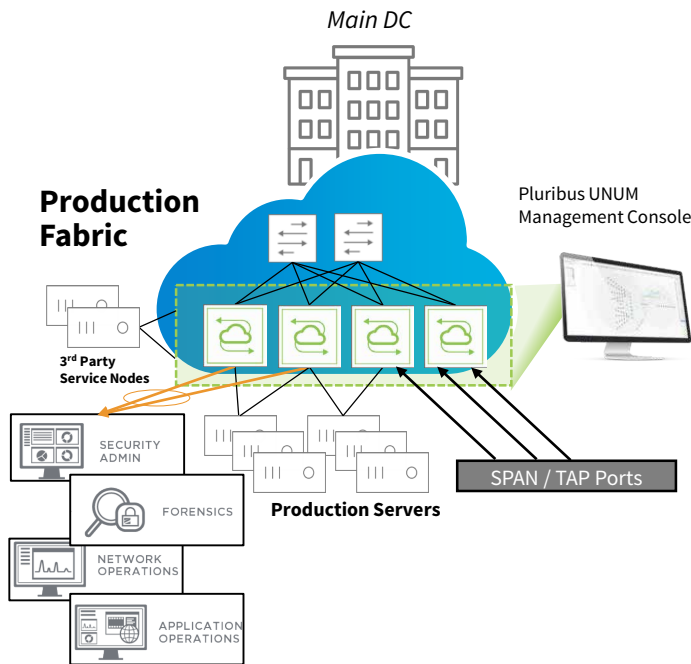 Main DC
Production
Fabric
Pluribus UNUM
Management Console
3rd Party
Service Nodes
SECURITY
ADMIN
FORENSICS
NETWORK
OPERATIONS
APPLICATION
OPERATIONS
Production Servers
SPAN / TAP Ports